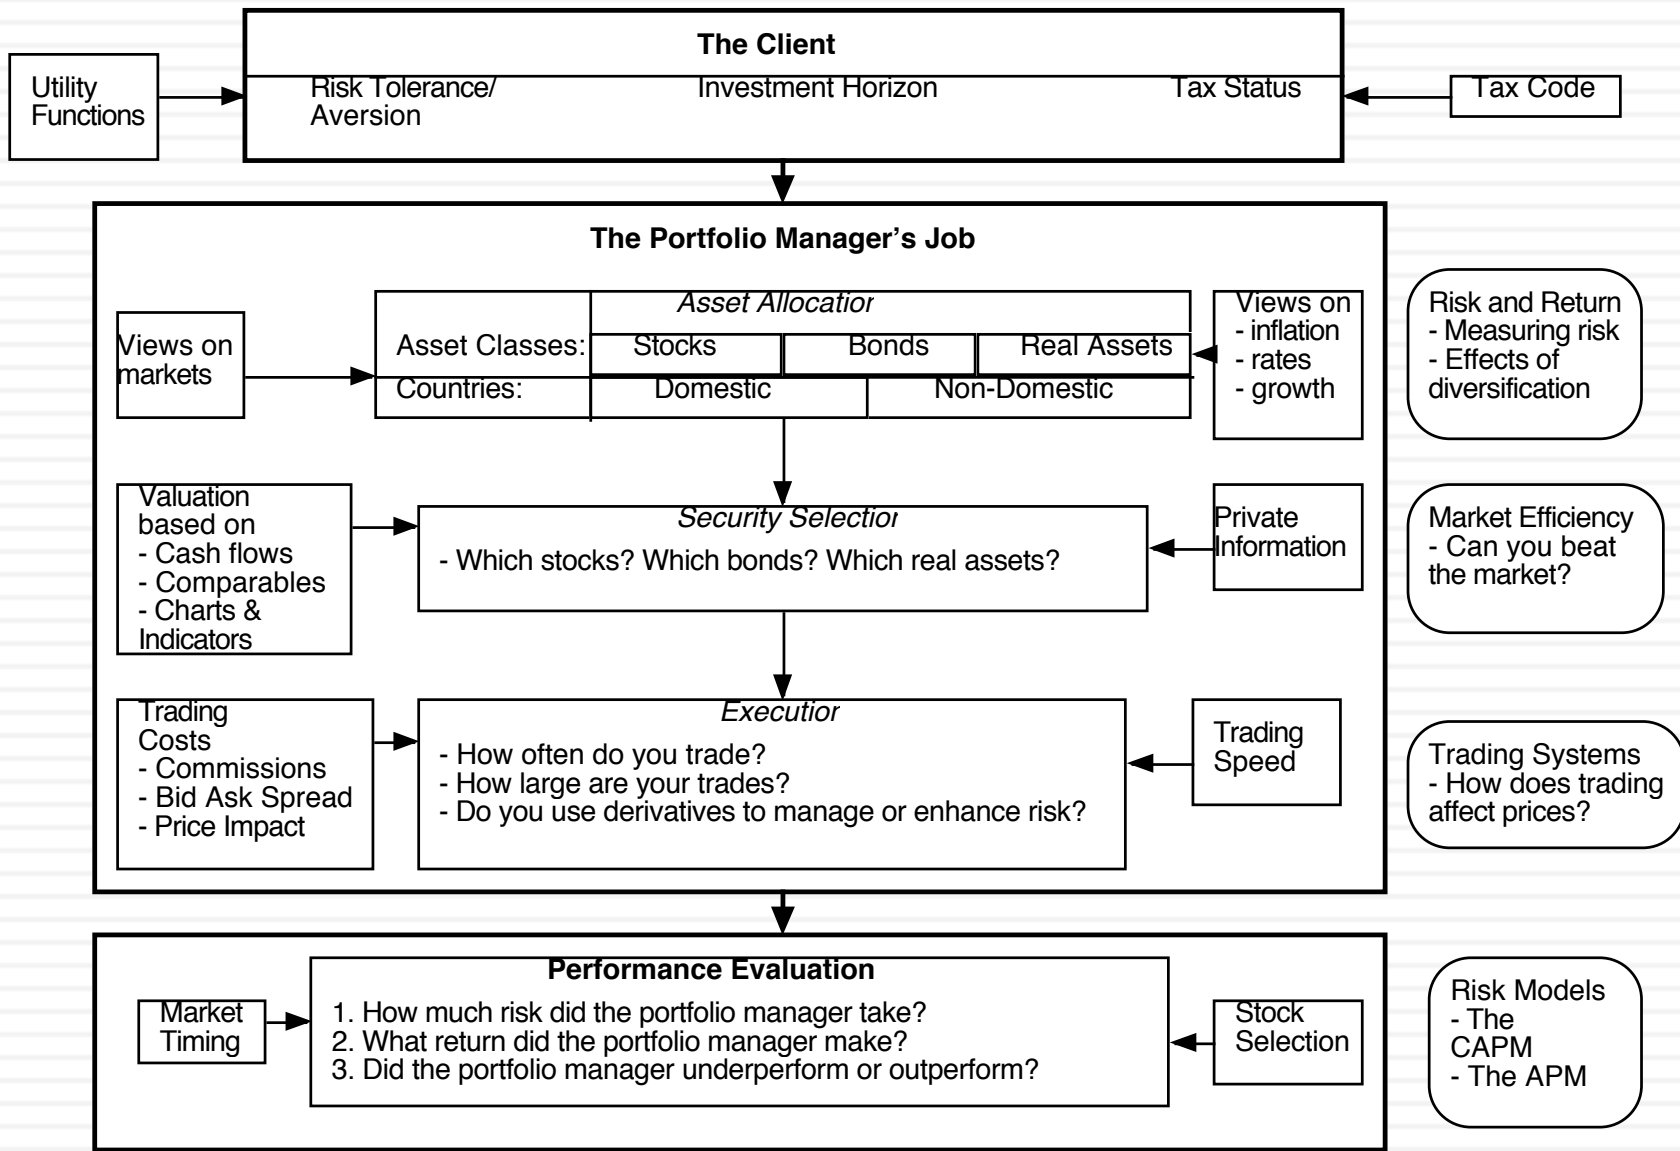 The Client
Utility
Functions
Risk Tolerance/
Aversion
Investment Horizon
Tax Status
Tax Code
The Portfolio Manager's Job
Views on
markets
Asset Allocation
Asset Classes:
Stocks
Bonds
Real Assets
Countries:
Domestic
Non-Domestic
Views on
- inflation
- rates
- growth
Risk and Return
- Measuring risk
- Effects of
diversification
Valuation
based on
- Cash flows
- Comparables
- Charts &
Indicators
Security Selection
- Which stocks? Which bonds? Which real assets?
Private
Information
Market Efficiency
- Can you beat
the market?
Trading
Costs
- Commissions
- Bid Ask Spread
- Price Impact
Execution
- How often do you trade?
- How large are your trades?
- Do you use derivatives to manage or enhance risk?
Trading
Speed
Trading Systems
- How does trading
affect prices?
Performance Evaluation
Market
Timing
1. How much risk did the portfolio manager take?
2. What return did the portfolio manager make?
3. Did the portfolio manager underperform or outperform?
Stock
Selection
Risk Models
- The
CAPM
- The APM